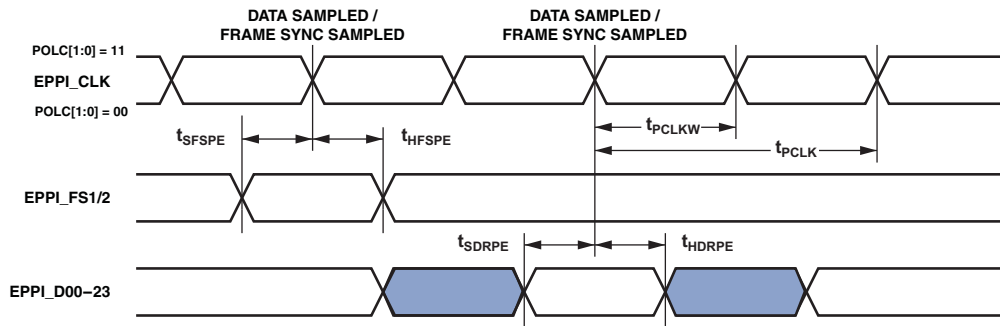 DATA SAMPLED /
FRAME SYNC SAMPLED
DATA SAMPLED /
FRAME SYNC SAMPLED
POLC[1:0] = 11
EPPI_CLK
POLC[1:0] = 00
tSFSPE
tHFSPE
tPCLKW
tPCLK
EPPI_FS1/2
tSDRPE
tHDRPE
EPPI_D00–23